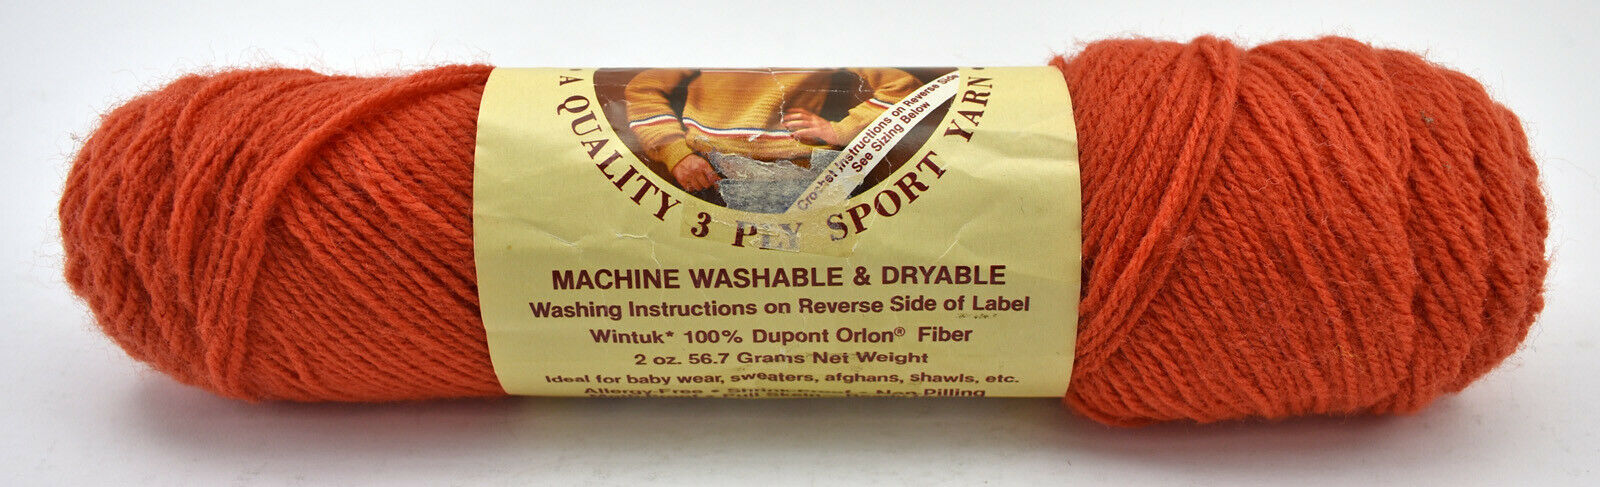 • A QUALITY 3 PLY SPORT YARN •
Crochet Instructions on Reverse Side
See Sizing Below
MACHINE WASHABLE & DRYABLE
Washing Instructions on Reverse Side of Label
Wintuk* 100% Dupont Orlon® Fiber
2 oz. 56.7 Grams Net Weight
Ideal for baby wear, sweaters, afghans, shawls, etc.
Allergy-Free • Non-Pilling